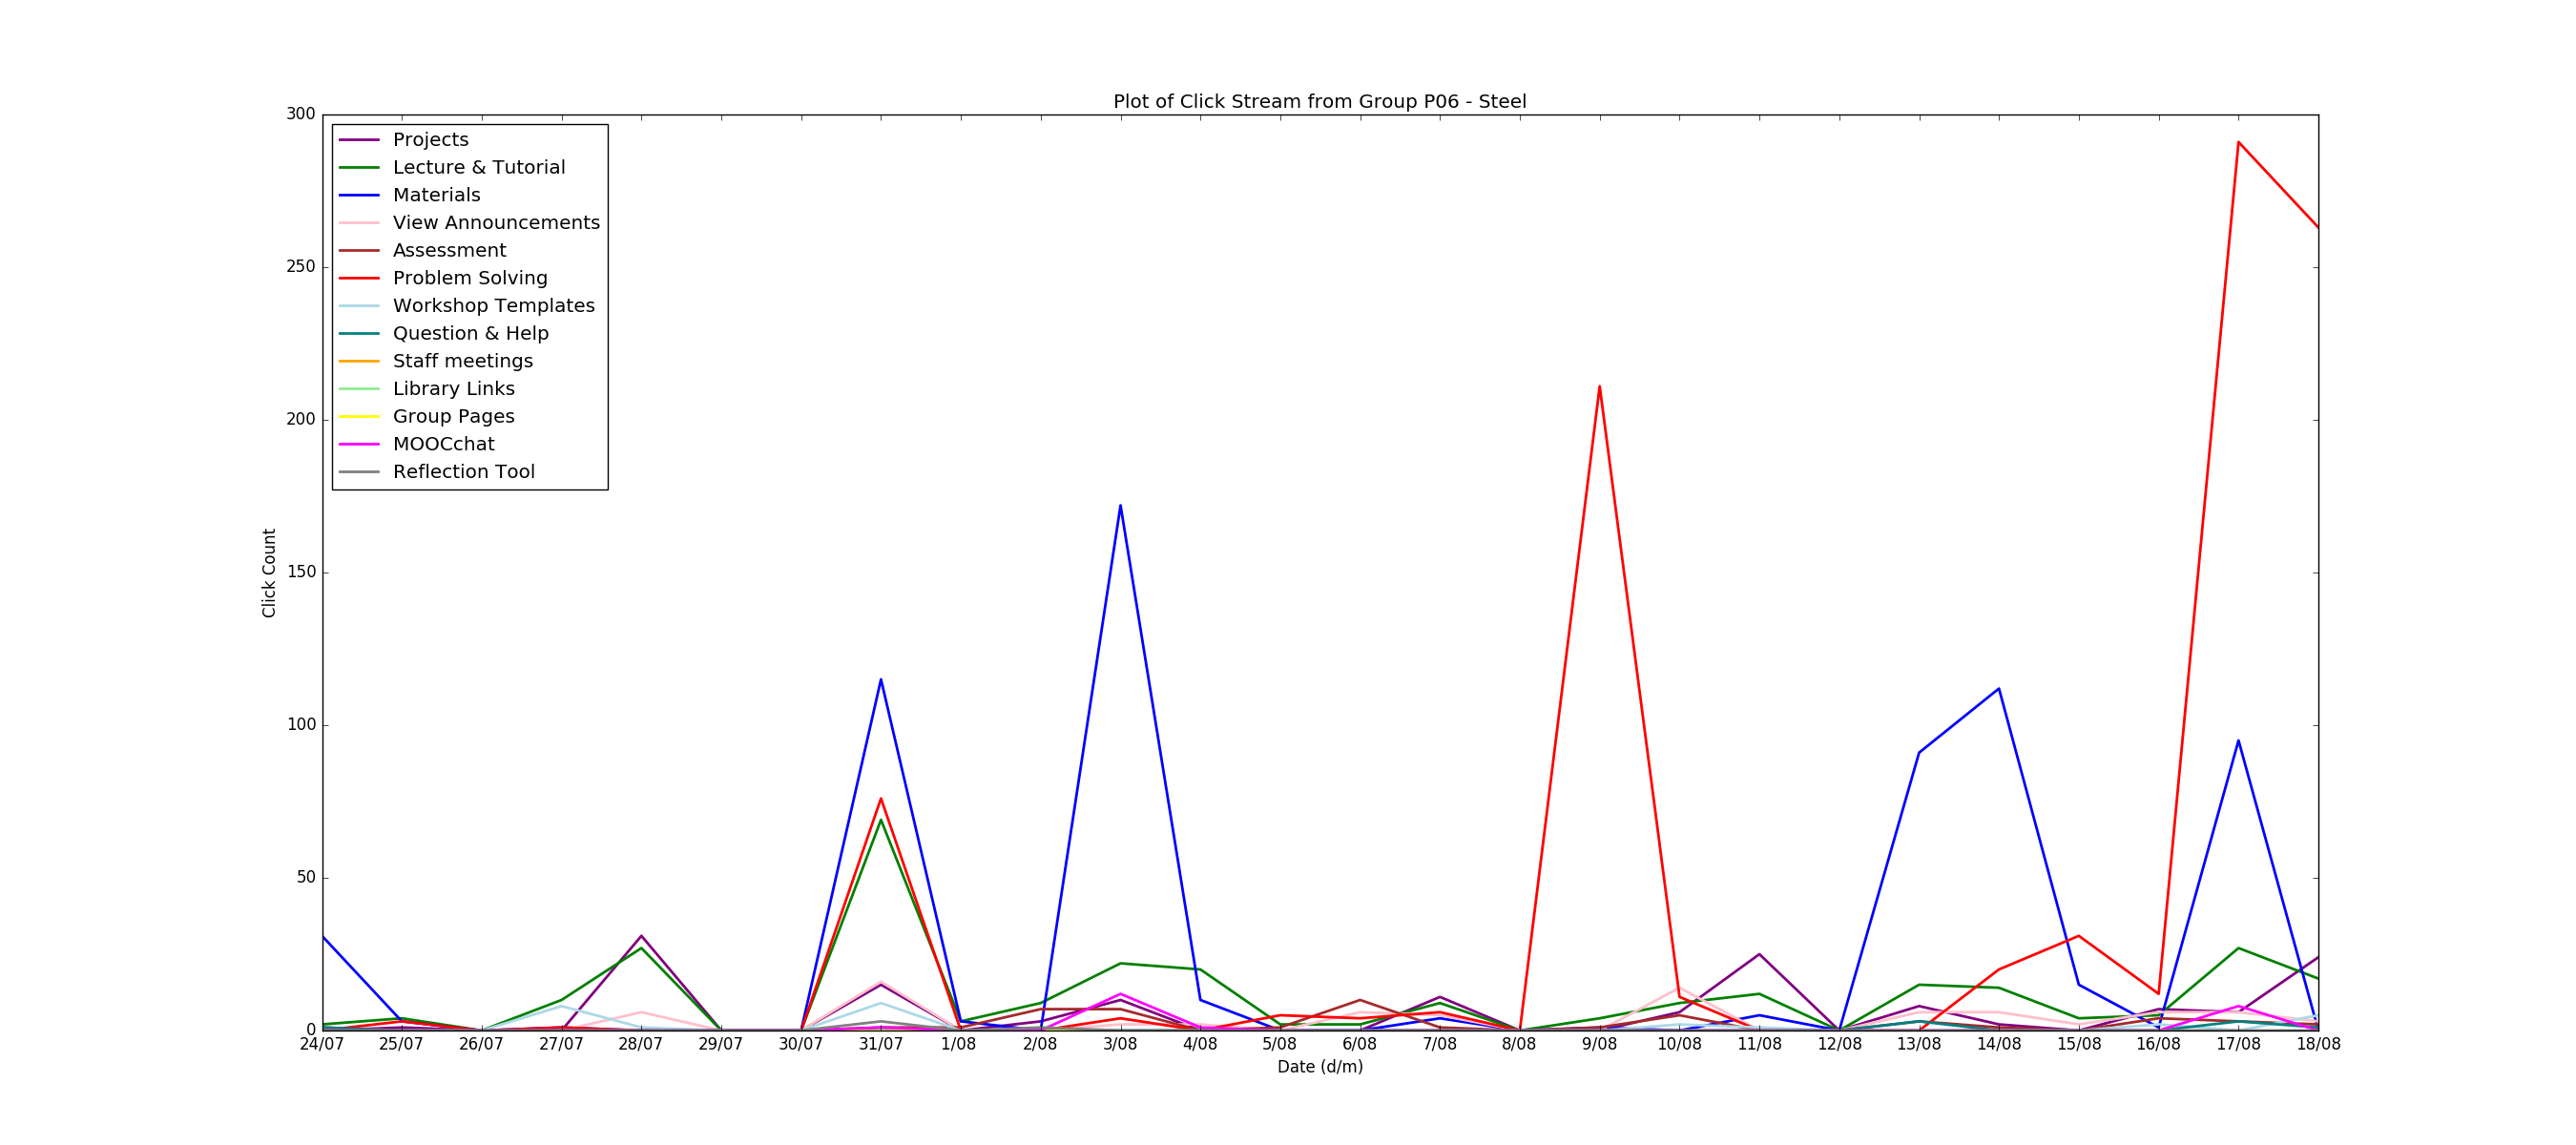 Plot of Click Stream from Group P06 - Steel
300
250
200
150
100
50
0
Click Count
Projects
Lecture & Tutorial
Materials
View Announcements
Assessment
Problem Solving
Workshop Templates
Question & Help
Staff meetings
Library Links
Group Pages
MOOCchat
Reflection Tool
24/07 25/07 26/07 27/07 28/07 29/07 30/07 31/07 1/08 2/08 3/08 4/08 5/08 6/08 7/08 8/08 9/08 10/08 11/08 12/08 13/08 14/08 15/08 16/08 17/08 18/08
Date (d/m)